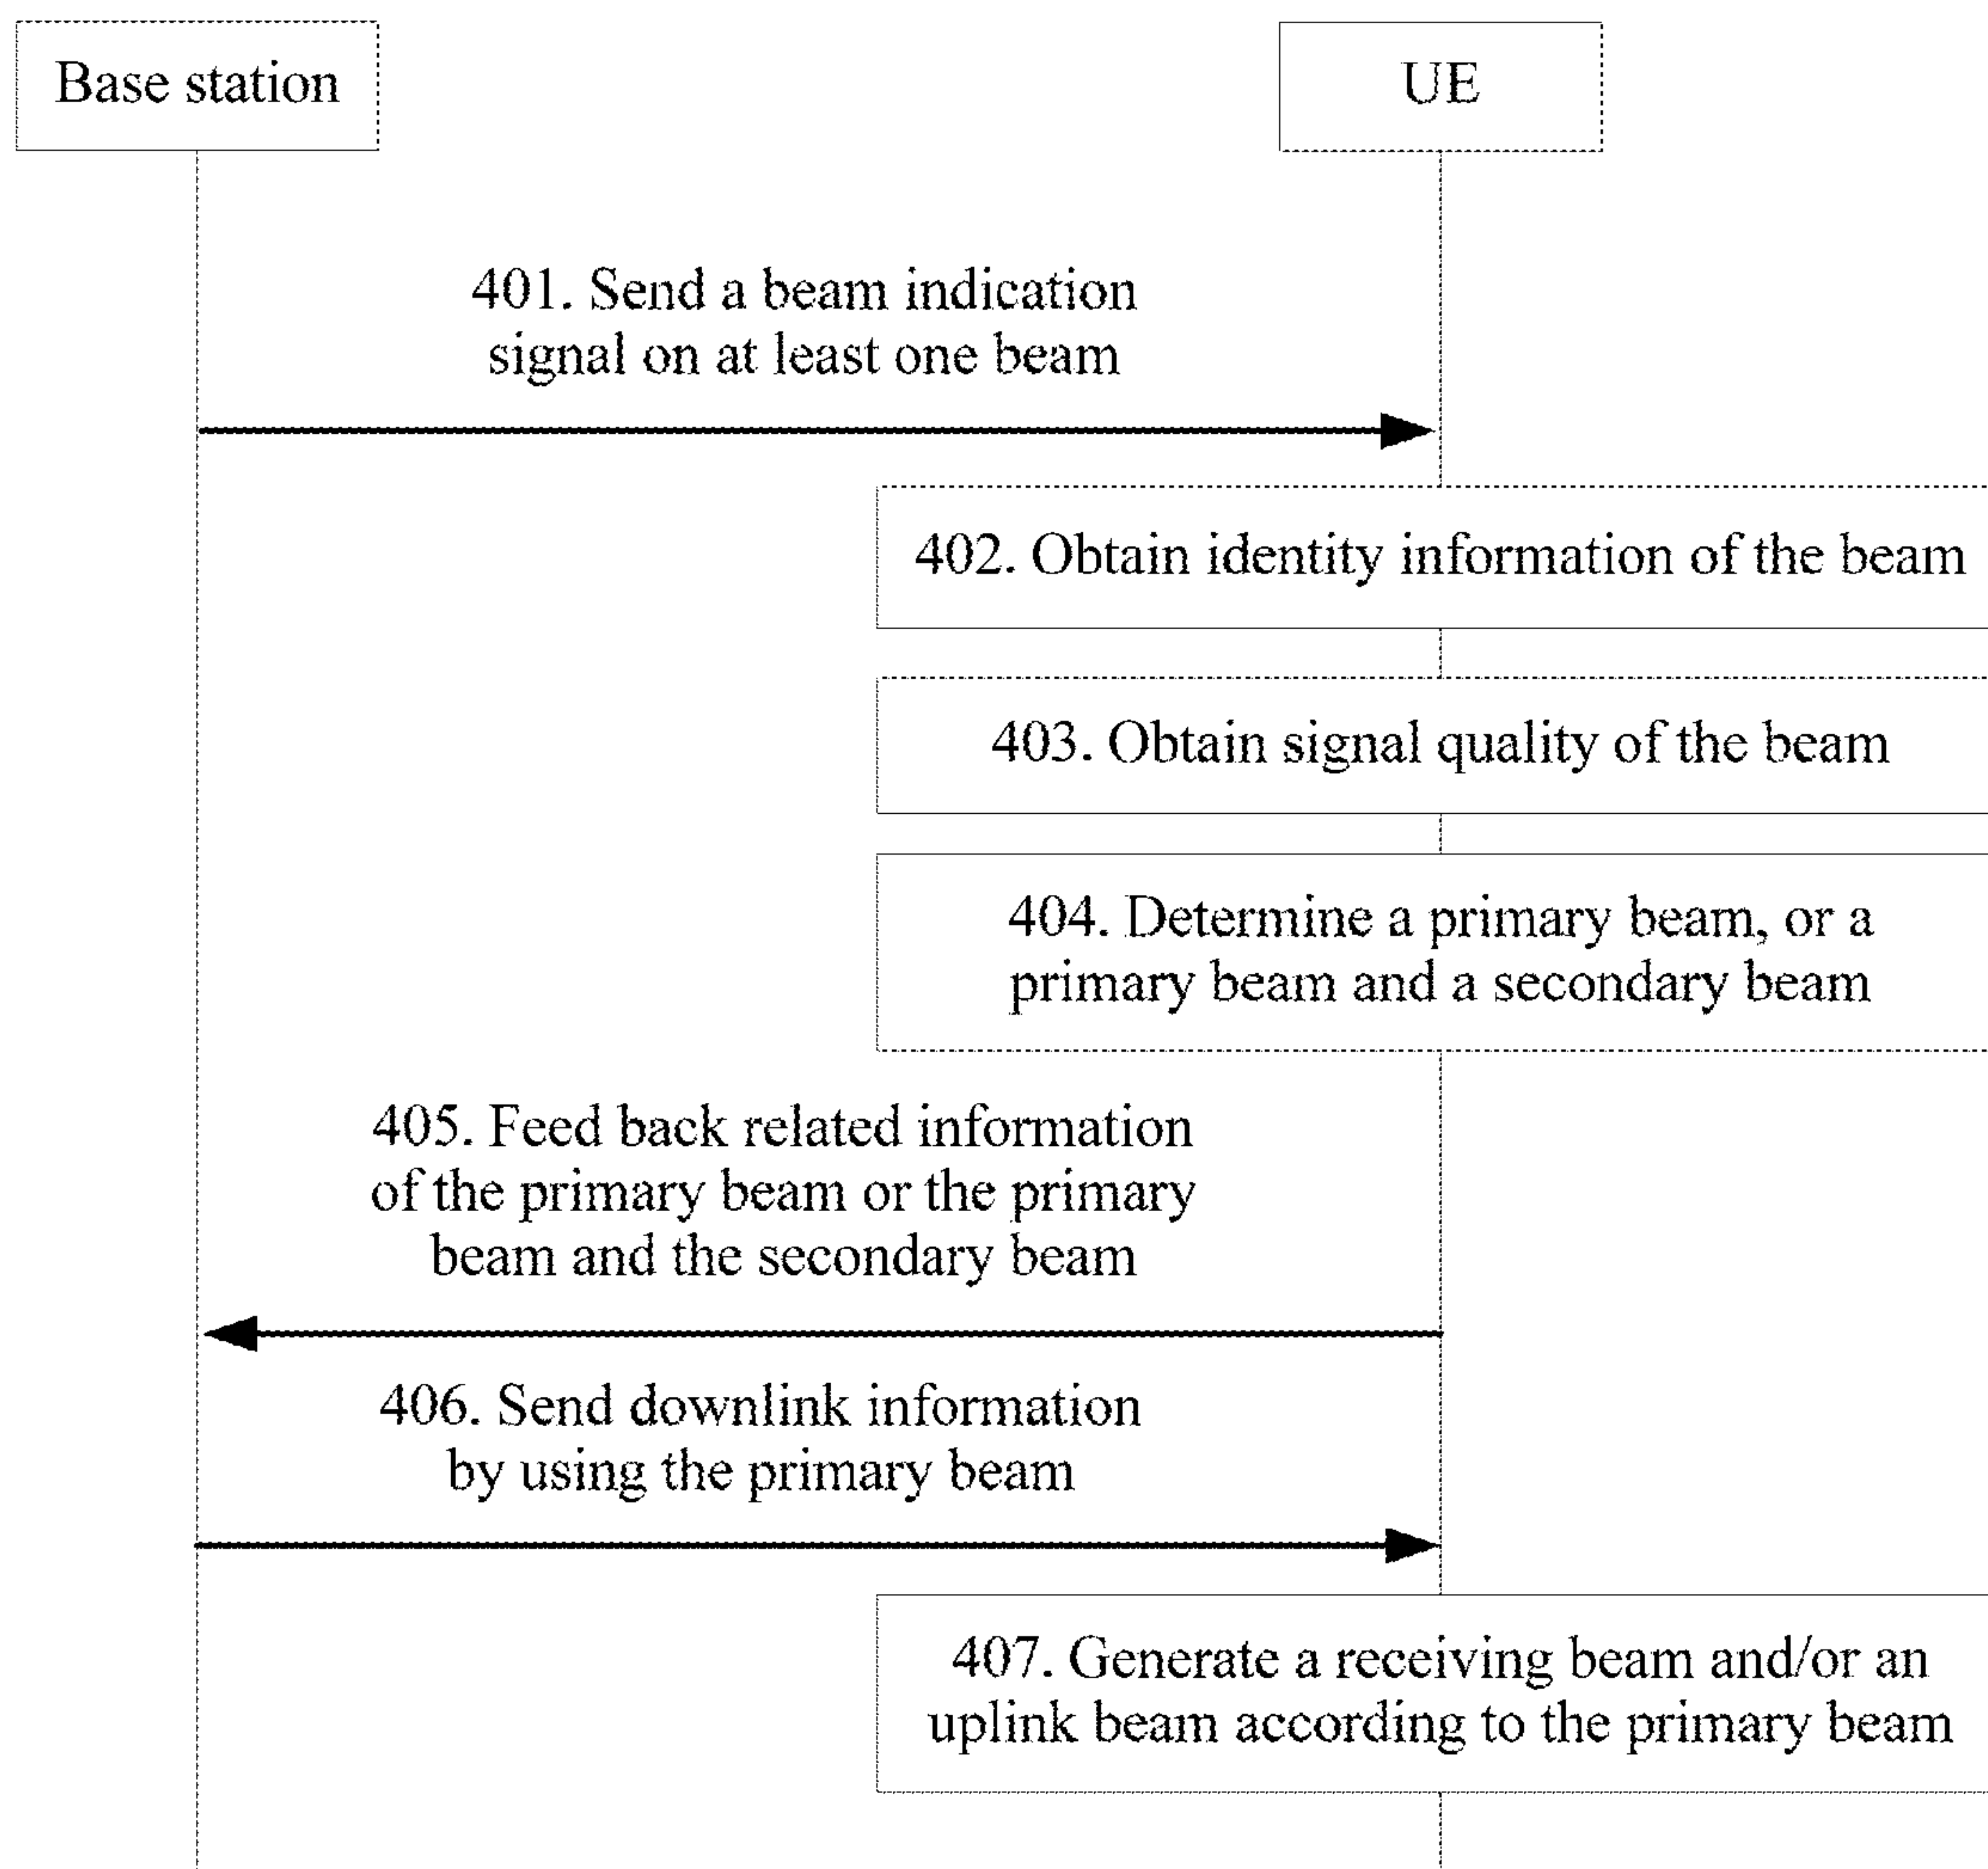 Base station
UE
401. Send a beam indication
signal on at least one beam
402. Obtain identity information of the beam
403. Obtain signal quality of the beam
404. Determine a primary beam, or a
primary beam and a secondary beam
405. Feed back related information
of the primary beam or the primary
beam and the secondary beam
406. Send downlink information
by using the primary beam
407. Generate a receiving beam and/or an
uplink beam according to the primary beam